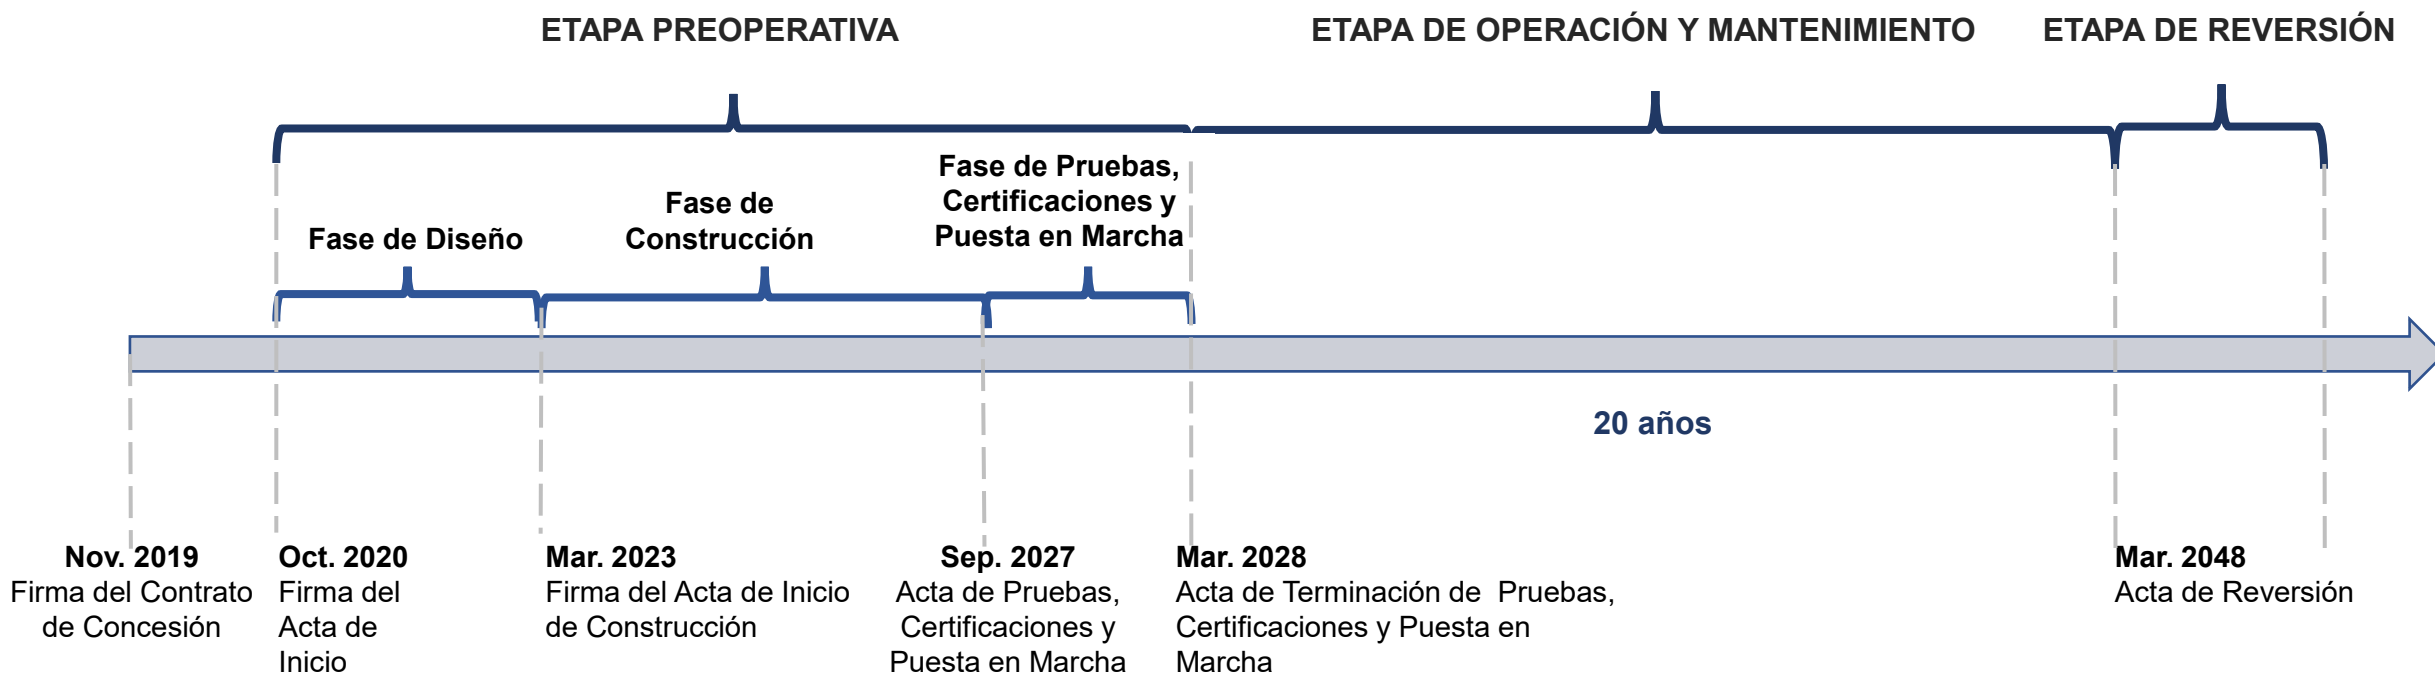 ETAPA PREOPERATIVA
ETAPA DE OPERACIÓN Y MANTENIMIENTO
ETAPA DE REVERSIÓN
Fase de Diseño
Fase de
Construcción
Fase de Pruebas,
Certificaciones y
Puesta en Marcha
20 años
Nov. 2019
Firma del Contrato
de Concesión
Oct. 2020
Firma del
Acta de
Inicio
Mar. 2023
Firma del Acta de Inicio
de Construcción
Sep. 2027
Acta de Pruebas,
Certificaciones y
Puesta en Marcha
Mar. 2028
Acta de Terminación de Pruebas,
Certificaciones y Puesta en
Marcha
Mar. 2048
Acta de Reversión